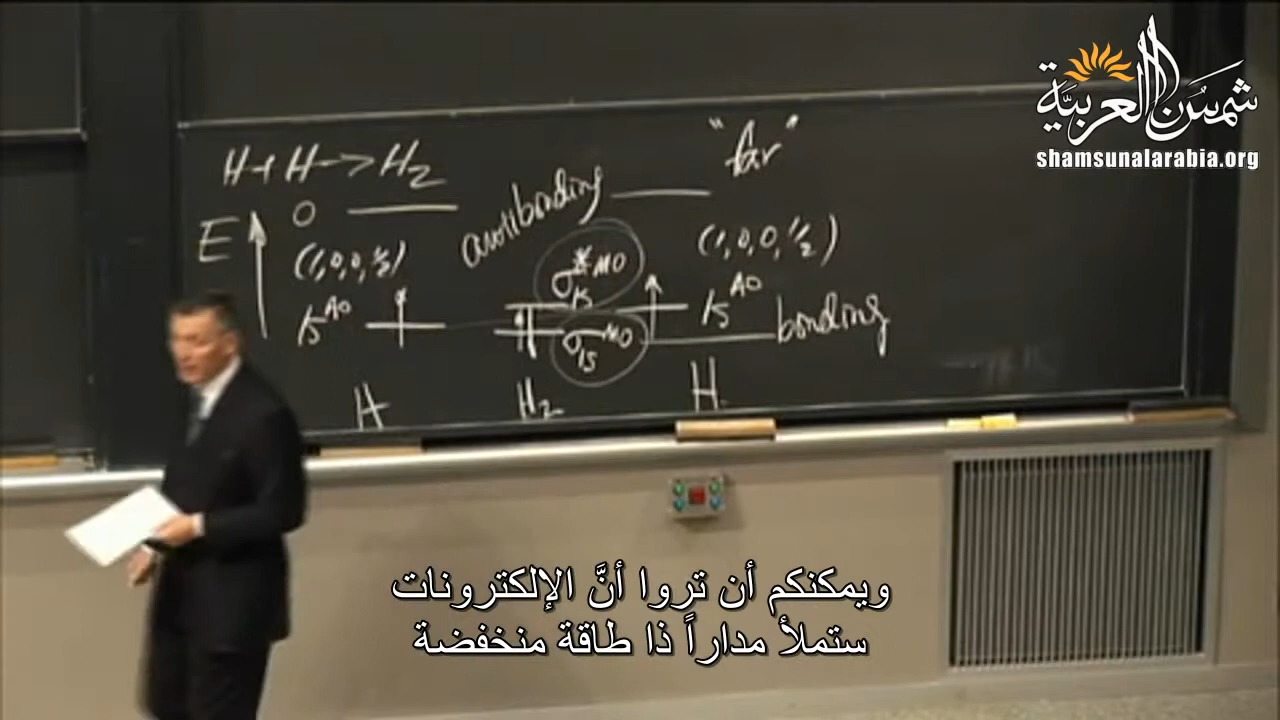 شمسُ العربيّة
shamsunalarabia.org
H + H -> H2
"far"
E
0
antibonding
(1,0,0,1/2)
(1,0,0,1/2)
σ*1s MO
1s AO
1s AO
σ1s MO
bonding
H
H2
H
ويمكنكم أن تروا أنَّ الإلكترونات
ستملأ مداراً ذا طاقة منخفضة